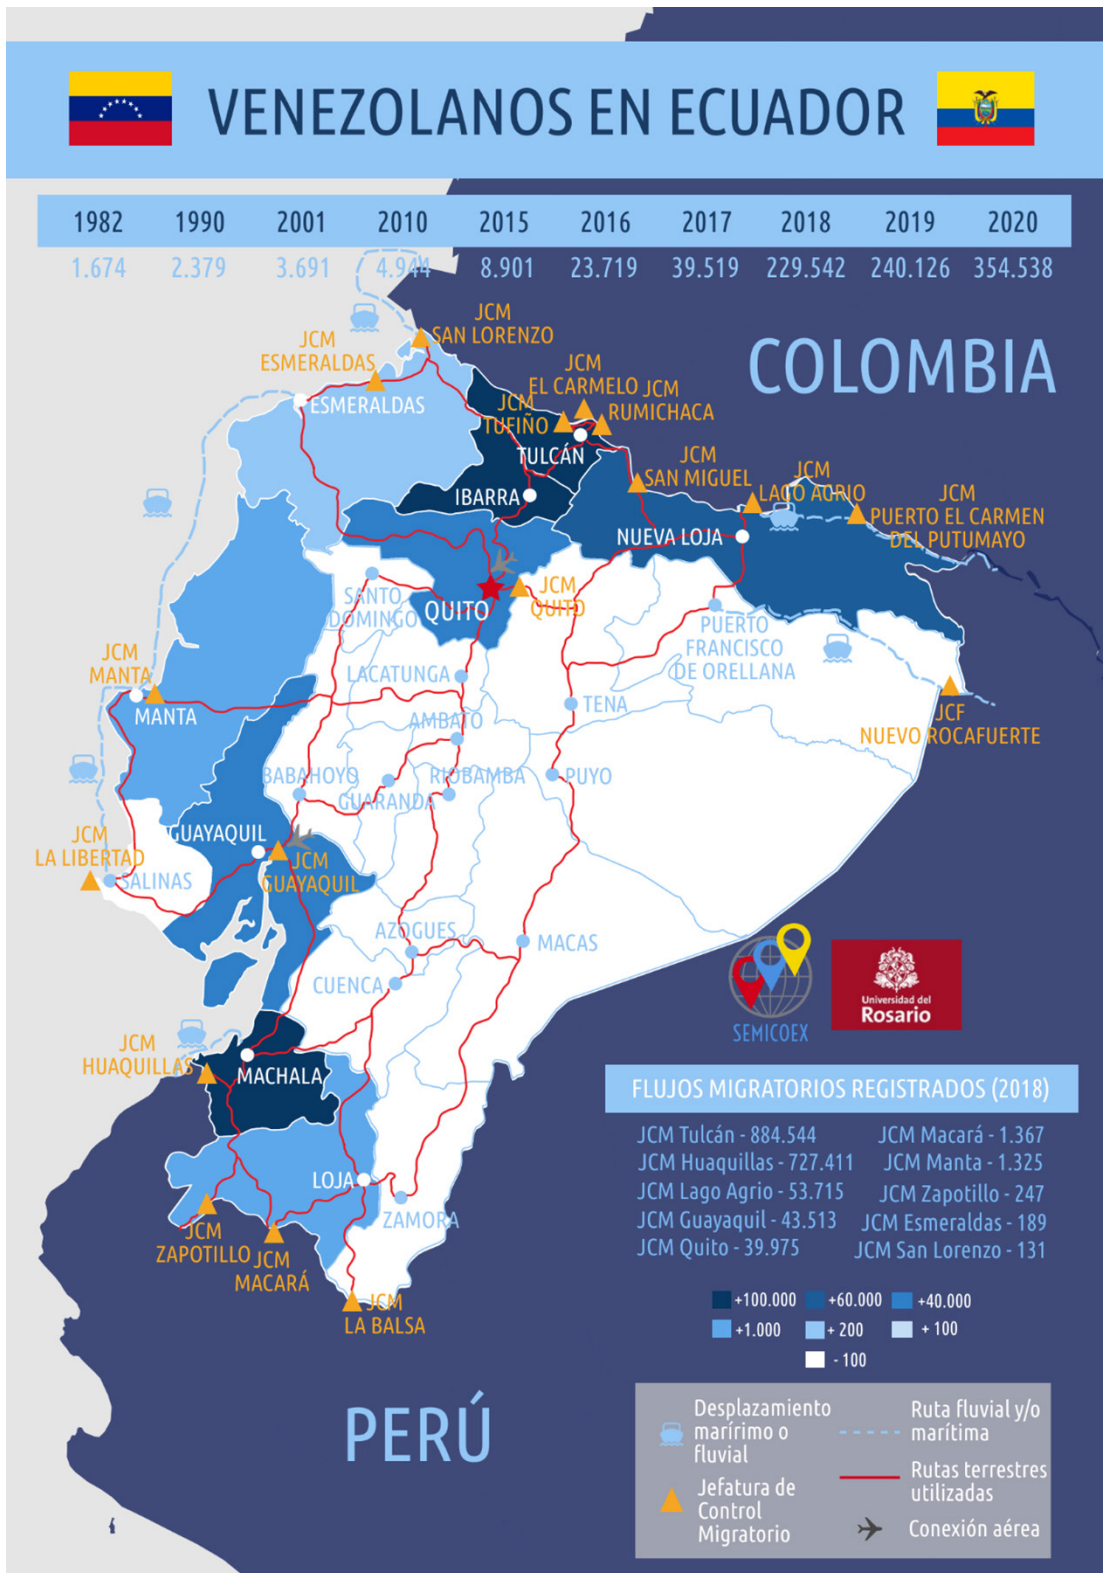 VENEZOLANOS EN ECUADOR
1982 1990 2001 2010 2015 2016 2017 2018 2019 2020
1.674 2.379 3.691 4.944 8.901 23.719 39.519 229.542 240.126 354.538
COLOMBIA
JCM
SAN LORENZO
JCM
ESMERALDAS
ESMERALDAS
JCM
EL CARMELO
JCM
RUMICHACA
JCM
TUFIÑO
TULCÁN
IBARRA
JCM
SAN MIGUEL
JCM
LAGO AGRIO
JCM
PUERTO EL CARMEN
DEL PUTUMAYO
NUEVA LOJA
SANTO
DOMINGO
QUITO
JCM
QUITO
PUERTO
FRANCISCO
DE ORELLANA
JCM
MANTA
MANTA
LACATUNGA
TENA
JCF
NUEVO ROCAFUERTE
AMBATO
BABAHOYO
GUARANDA
RIOBAMBA
PUYO
GUAYAQUIL
JCM
GUAYAQUIL
JCM
LA LIBERTAD
SALINAS
AZOGUES
MACAS
CUENCA
SEMICOEX
Universidad del
Rosario
JCM
HUAQUILLAS
MACHALA
LOJA
ZAMORA
JCM
ZAPOTILLO
JCM
MACARÁ
JCM
LA BALSA
PERÚ
FLUJOS MIGRATORIOS REGISTRADOS (2018)
JCM Tulcán - 884.544
JCM Huaquillas - 727.411
JCM Lago Agrio - 53.715
JCM Guayaquil - 43.513
JCM Quito - 39.975
JCM Macará - 1.367
JCM Manta - 1.325
JCM Zapotillo - 247
JCM Esmeraldas - 189
JCM San Lorenzo - 131
+100.000 +60.000 +40.000
+1.000 + 200 + 100
- 100
Desplazamiento
marírimo o
fluvial
Jefatura de
Control
Migratorio
Ruta fluvial y/o
marítima
Rutas terrestres
utilizadas
Conexión aérea